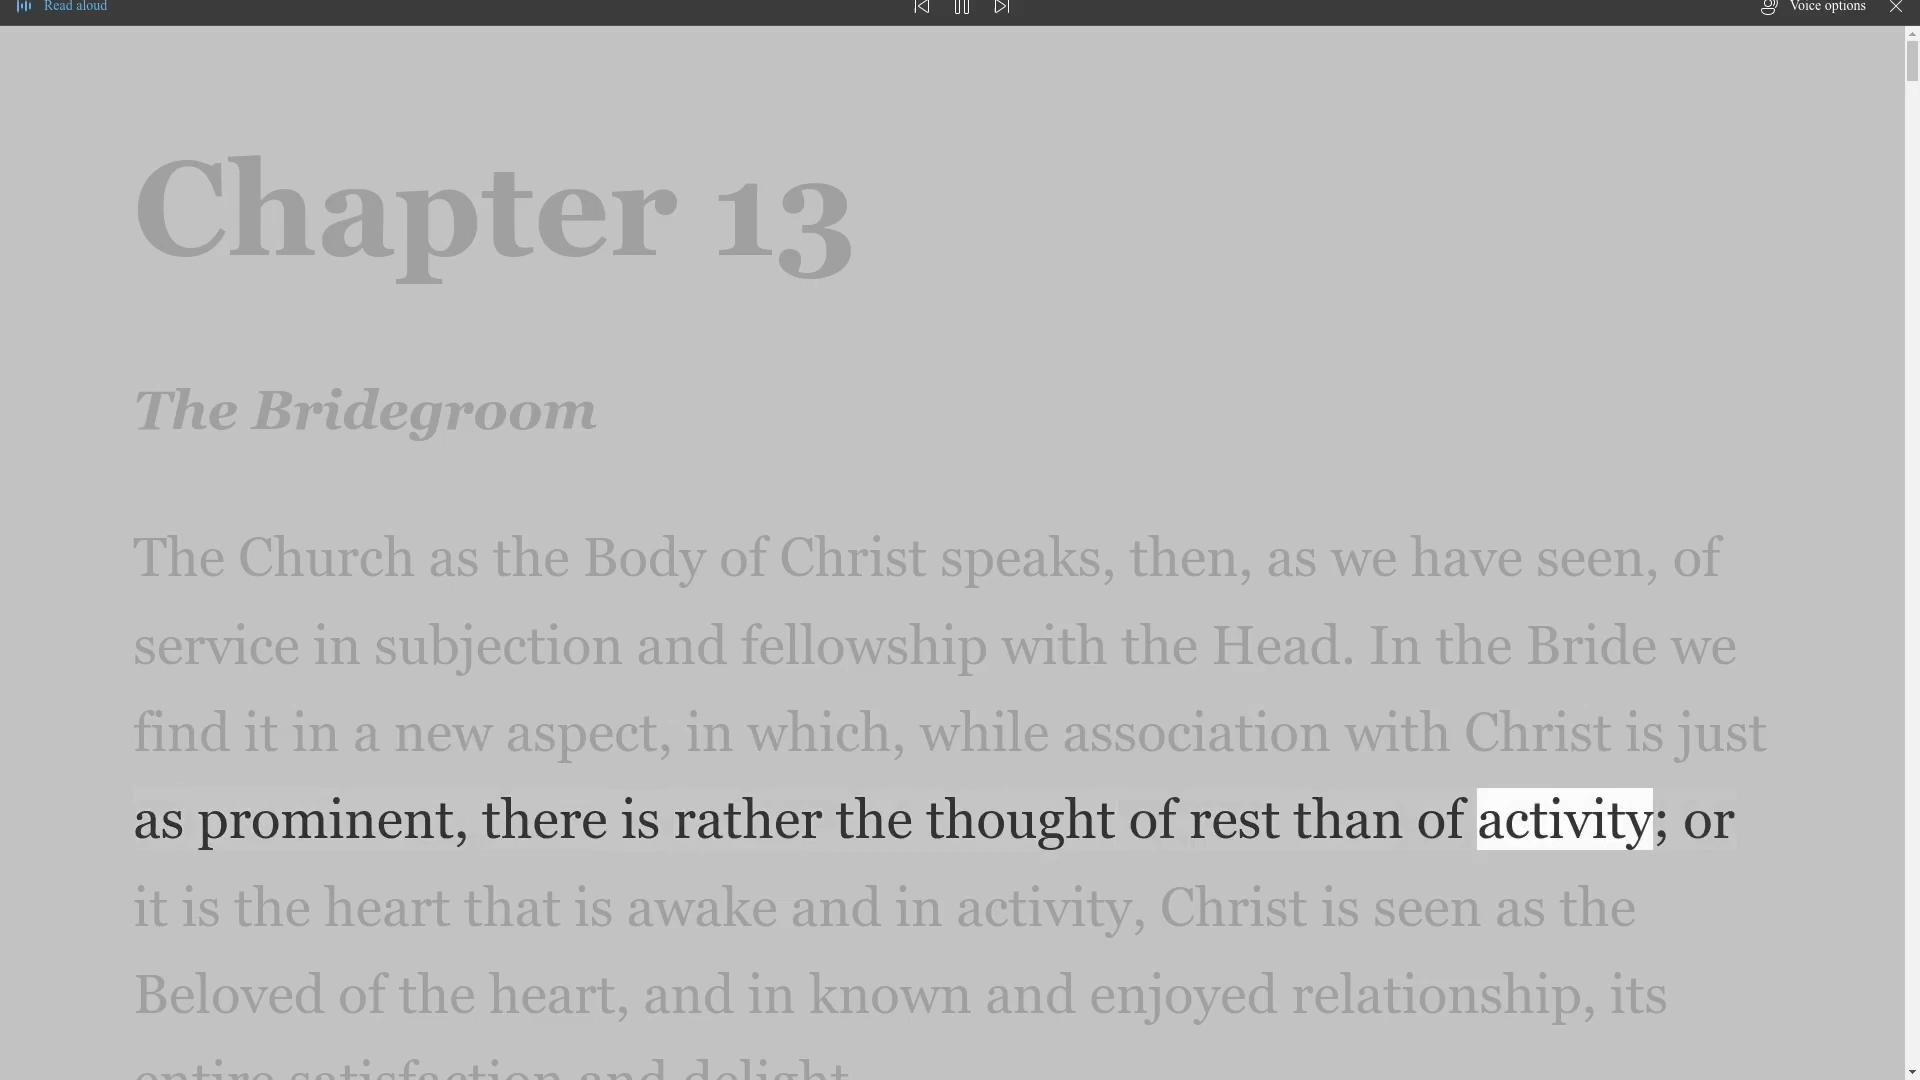 Read aloud
Voice options
Chapter 13
The Bridegroom
The Church as the Body of Christ speaks, then, as we have seen, of
service in subjection and fellowship with the Head. In the Bride we
find it in a new aspect, in which, while association with Christ is just
as prominent, there is rather the thought of rest than of activity; or
it is the heart that is awake and in activity, Christ is seen as the
Beloved of the heart, and in known and enjoyed relationship, its
entire satisfaction and delight